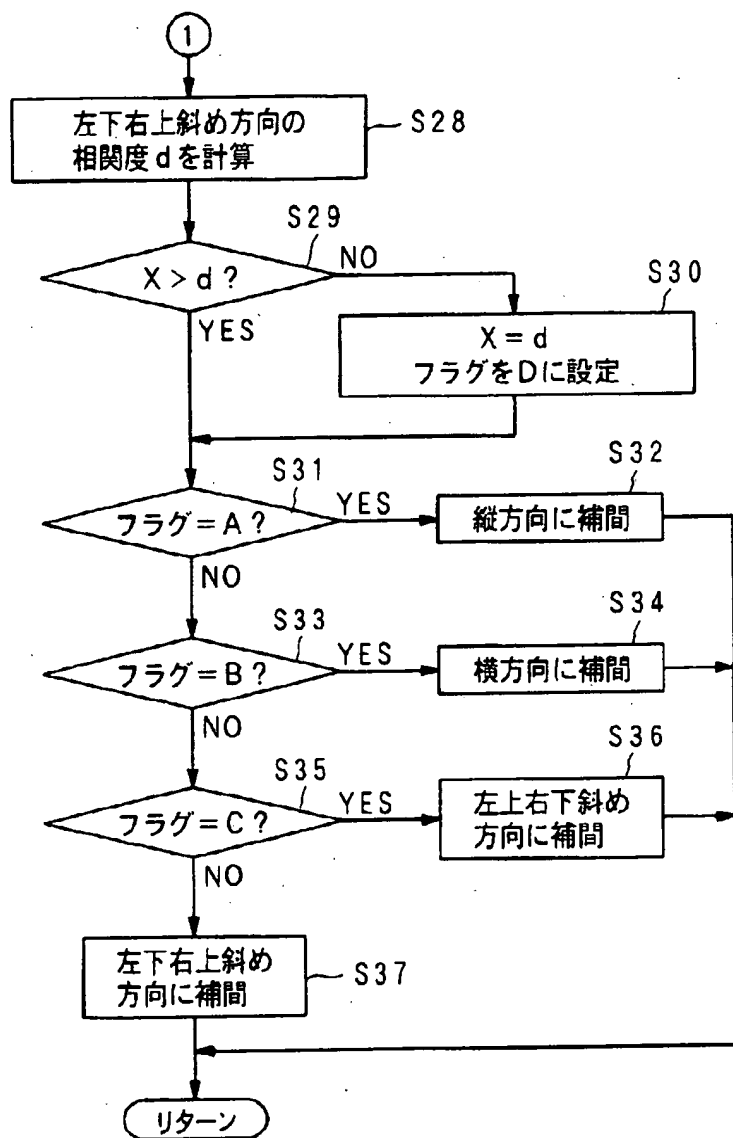 1
左下右上斜め方向の
相関度dを計算
S28
S29
X>d?
NO
YES
S30
X=d
フラグをDに設定
S31
フラグ=A?
YES
NO
S32
縦方向に補間
S33
フラグ=B?
YES
NO
S34
横方向に補間
S35
フラグ=C?
YES
NO
S36
左上右下斜め
方向に補間
左下右上斜め
方向に補間
S37
リターン